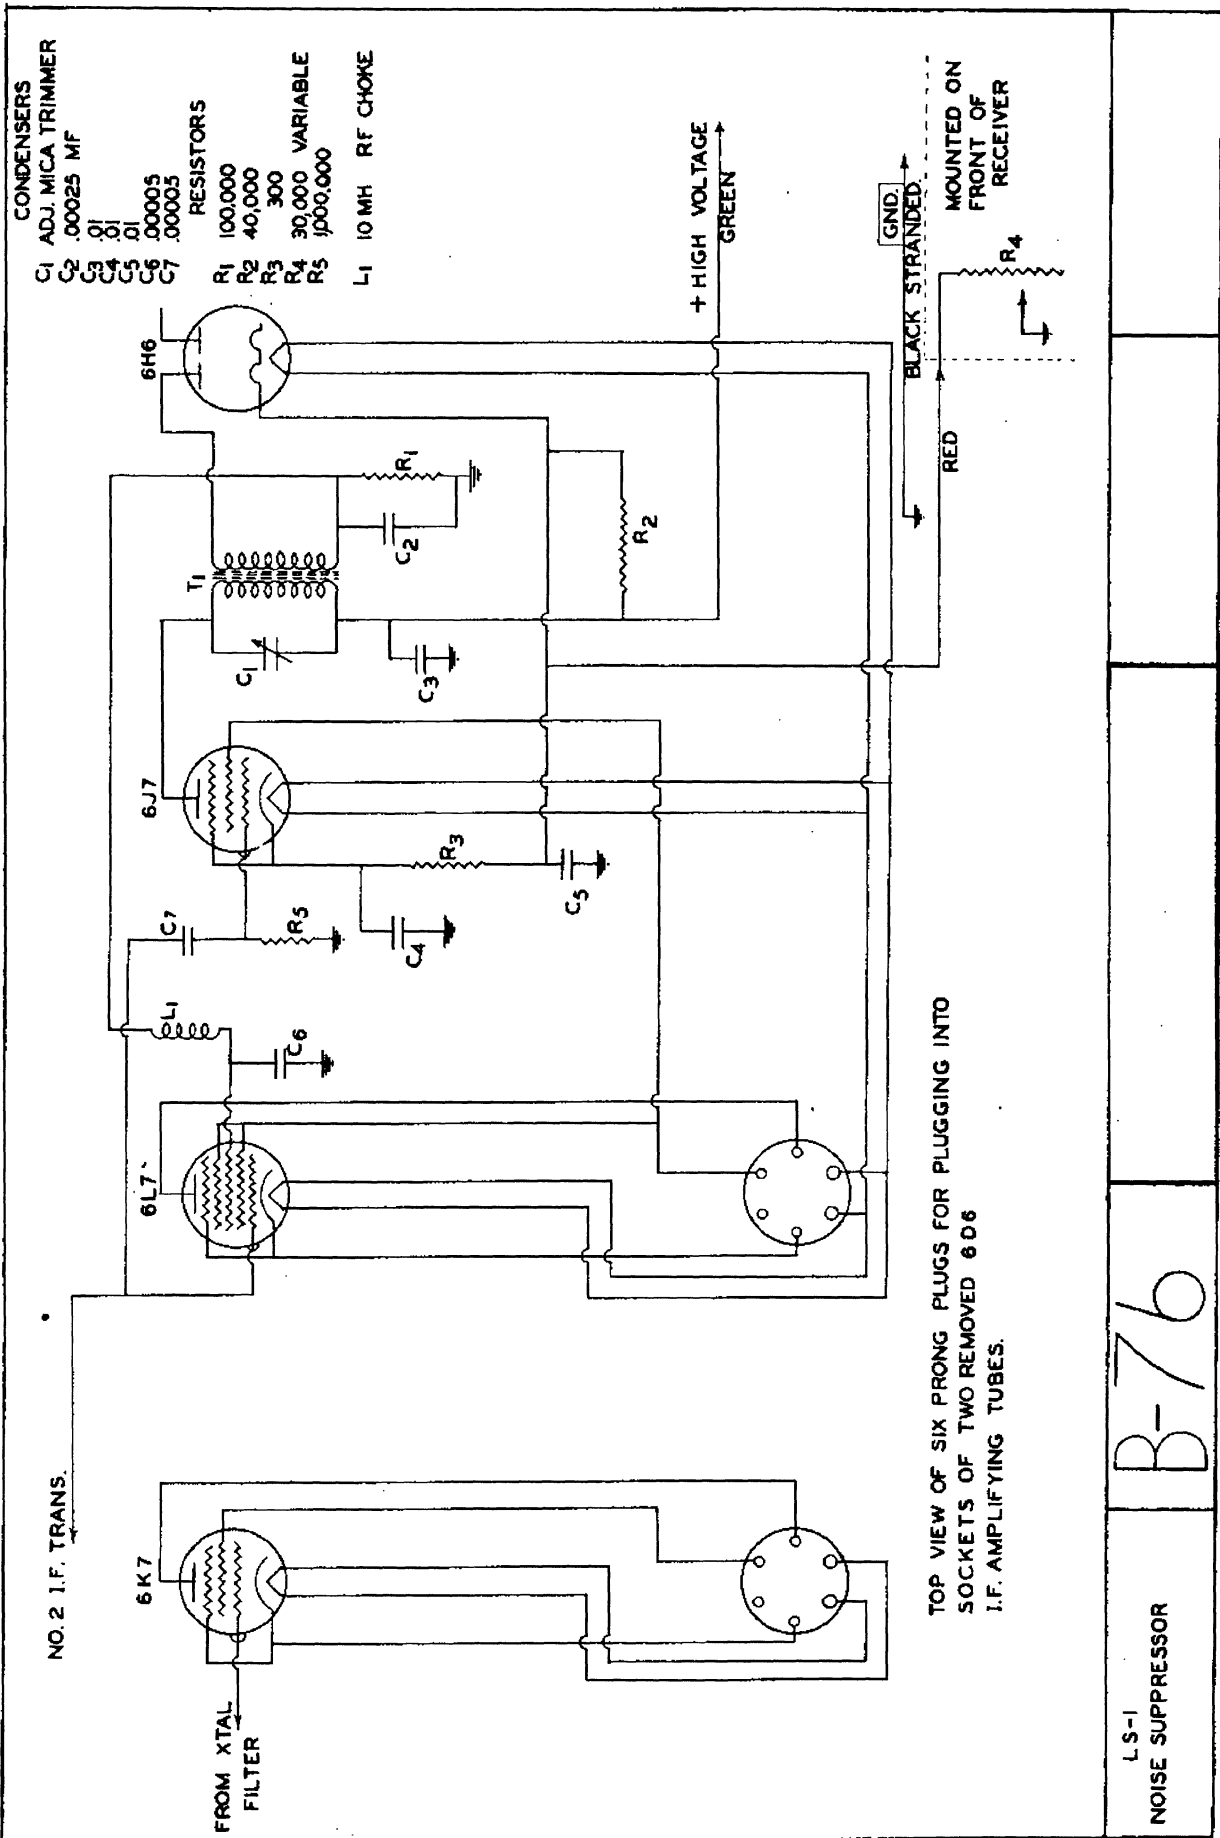 CONDENSERS
C1 ADJ. MICA TRIMMER
C2 .00025 MF
C3 .01
C4 .01
C5 .01
C6 .00005
C7 .00005
RESISTORS
R1 100,000
R2 40,000
R3 300
R4 30,000 VARIABLE
R5 1,000,000
L1 10 MH RF CHOKE
NO. 2 I.F. TRANS.
FROM XTAL
FILTER
6K7
6L7
L1
C6
C7
R5
6J7
C4
R3
C5
C1
T1
C3
C2
R1
R2
6H6
+ HIGH VOLTAGE
GREEN
GND.
BLACK STRANDED.
RED
R4
MOUNTED ON
FRONT OF
RECEIVER
TOP VIEW OF SIX PRONG PLUGS FOR PLUGGING INTO
SOCKETS OF TWO REMOVED 6D6
I.F. AMPLIFYING TUBES.
LS-1
NOISE SUPPRESSOR
B-76